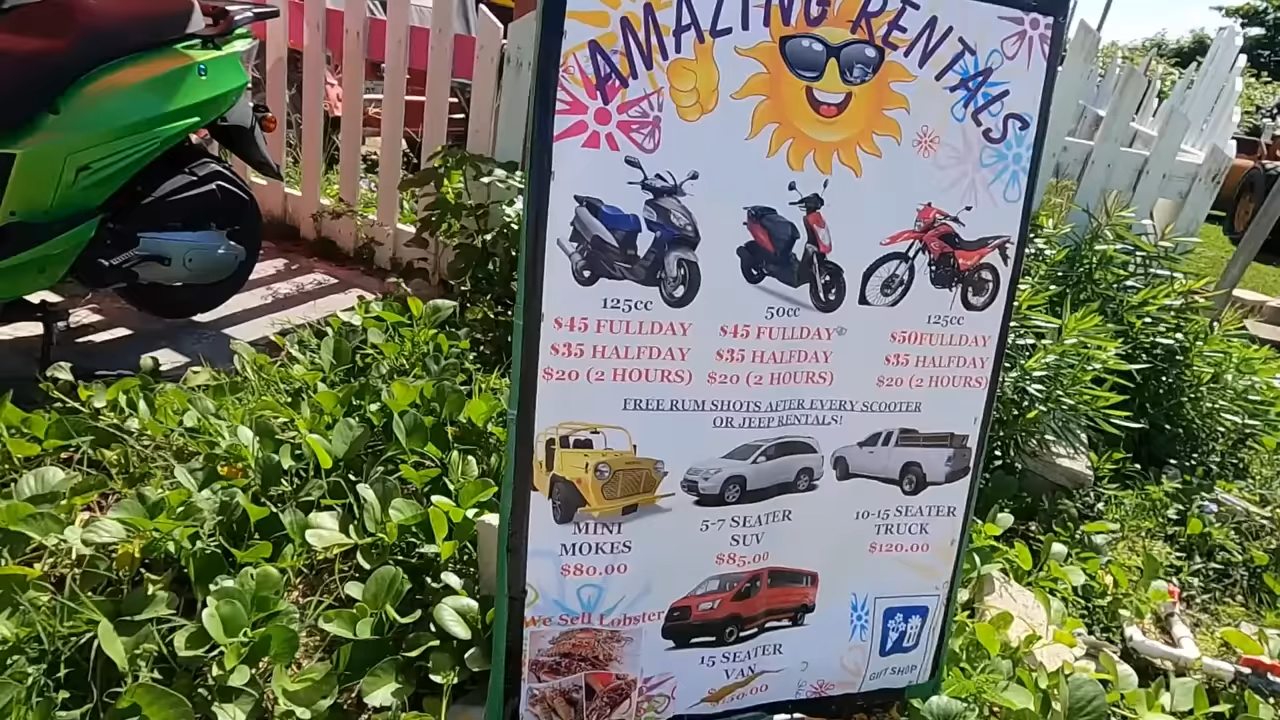 AMAZING RENTALS
125cc
$45 FULLDAY
$35 HALFDAY
$20 (2 HOURS)
50cc
$45 FULLDAY
$35 HALFDAY
$20 (2 HOURS)
125cc
$50FULLDAY
$35 HALFDAY
$20 (2 HOURS)
FREE RUM SHOTS AFTER EVERY SCOOTER
OR JEEP RENTALS!
MINI
MOKES
$80.00
5-7 SEATER
SUV
$85.00
10-15 SEATER
TRUCK
$120.00
We Sell Lobster
15 SEATER
VAN
GIFT SHOP